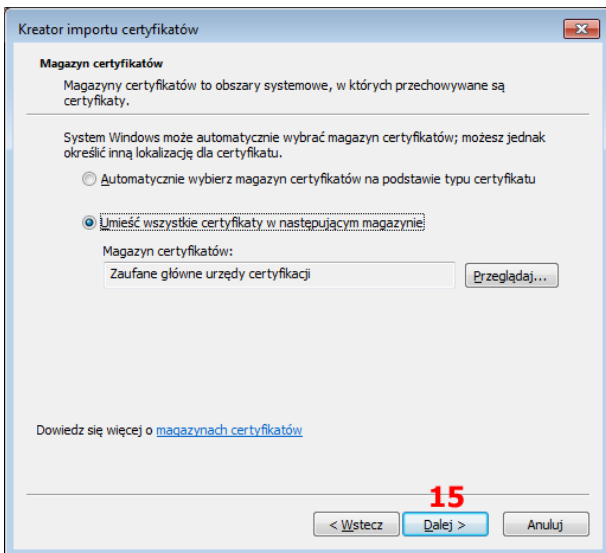 Kreator importu certyfikatów
Magazyn certyfikatów
Magazyny certyfikatów to obszary systemowe, w których przechowywane są
certyfikaty.
System Windows może automatycznie wybrać magazyn certyfikatów; możesz jednak
określić inną lokalizację dla certyfikatu.
Automatycznie wybierz magazyn certyfikatów na podstawie typu certyfikatu
Umieść wszystkie certyfikaty w następującym magazynie
Magazyn certyfikatów:
Zaufane główne urzędy certyfikacji
Przeglądaj...
Dowiedz się więcej o magazynach certyfikatów
15
< Wstecz
Dalej >
Anuluj